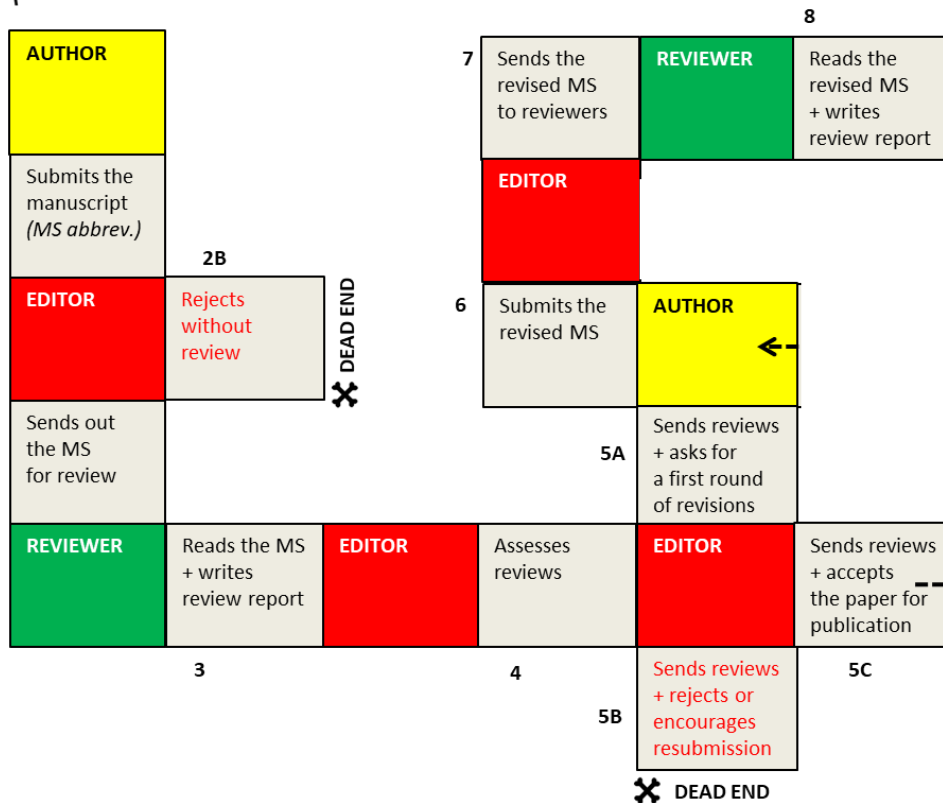 AUTHOR
Submits the
manuscript
(MS abbrev.)
2B
EDITOR
Rejects
without
review
DEAD END
Sends out
the MS
for review
REVIEWER
Reads the MS
+ writes
review report
3
EDITOR
Assesses
reviews
4
EDITOR
5A
Sends reviews
+ asks for
a first round
of revisions
5B
Sends reviews
+ rejects or
encourages
resubmission
DEAD END
Sends reviews
+ accepts
the paper for
publication
5C
AUTHOR
6
Submits the
revised MS
EDITOR
7
Sends the
revised MS
to reviewers
REVIEWER
8
Reads the
revised MS
+ writes
review report